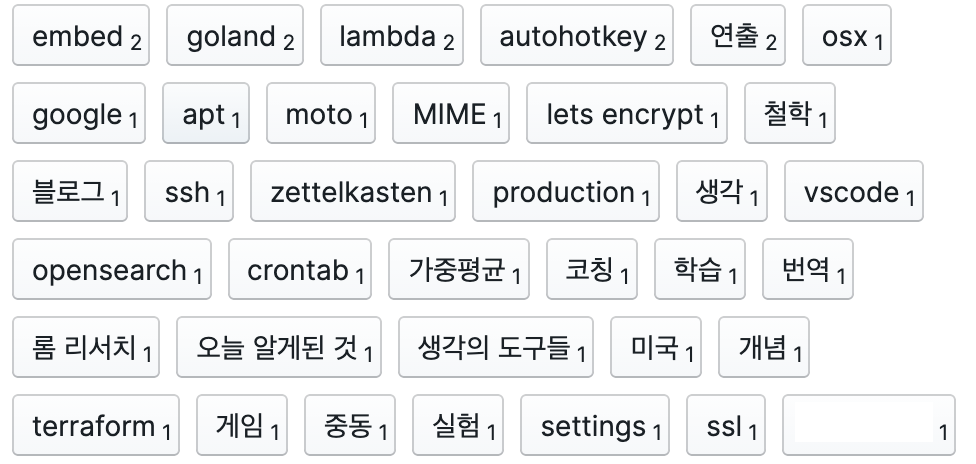 embed 2 goland 2 lambda 2 autohotkey 2 연출 2 osx 1
google 1 apt 1 moto 1 MIME 1 lets encrypt 1 철학 1
블로그 1 ssh 1 zettelkasten 1 production 1 생각 1 vscode 1
opensearch 1 crontab 1 가중평균 1 코칭 1 학습 1 번역 1
롬 리서치 1 오늘 알게된 것 1 생각의 도구들 1 미국 1 개념 1
terraform 1 게임 1 중동 1 실험 1 settings 1 ssl 1 1